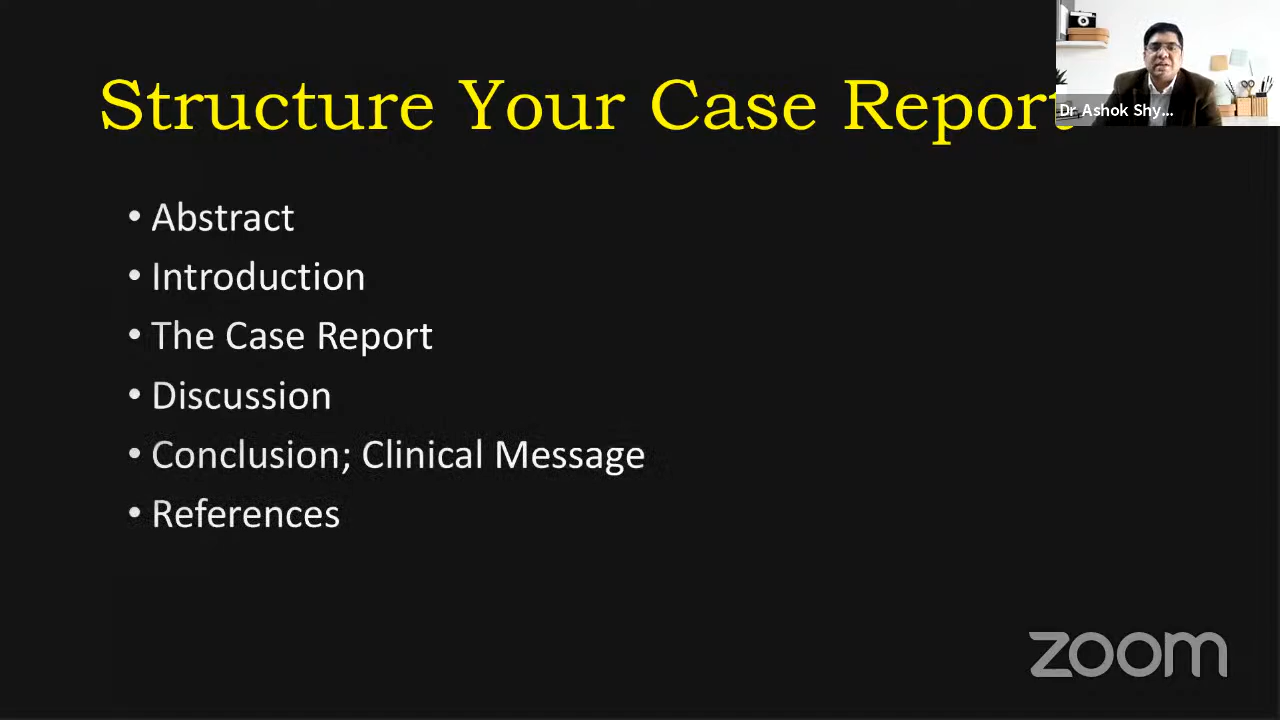 Structure Your Case Report
Dr Ashok Shy...
• Abstract
• Introduction
• The Case Report
• Discussion
• Conclusion; Clinical Message
• References
zoom